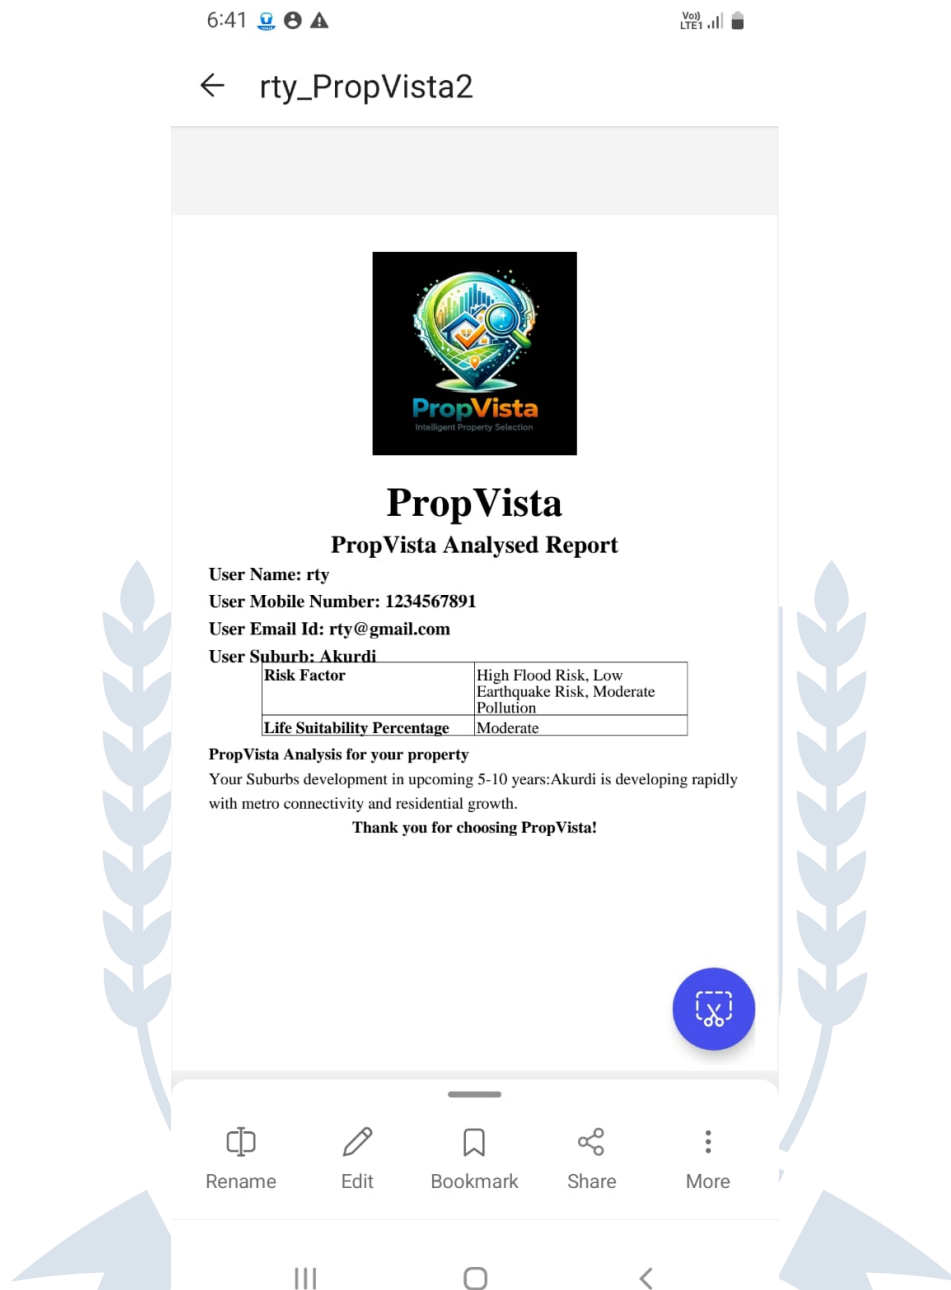 6:41
Vo))
LTE1
rty_PropVista2
PropVista
Intelligent Property Selection
PropVista
PropVista Analysed Report
User Name: rty
User Mobile Number: 1234567891
User Email Id: rty@gmail.com
User Suburb: Akurdi
Risk Factor
High Flood Risk, Low
Earthquake Risk, Moderate
Pollution
Life Suitability Percentage
Moderate
PropVista Analysis for your property
Your Suburbs development in upcoming 5-10 years:Akurdi is developing rapidly
with metro connectivity and residential growth.
Thank you for choosing PropVista!
Rename
Edit
Bookmark
Share
More